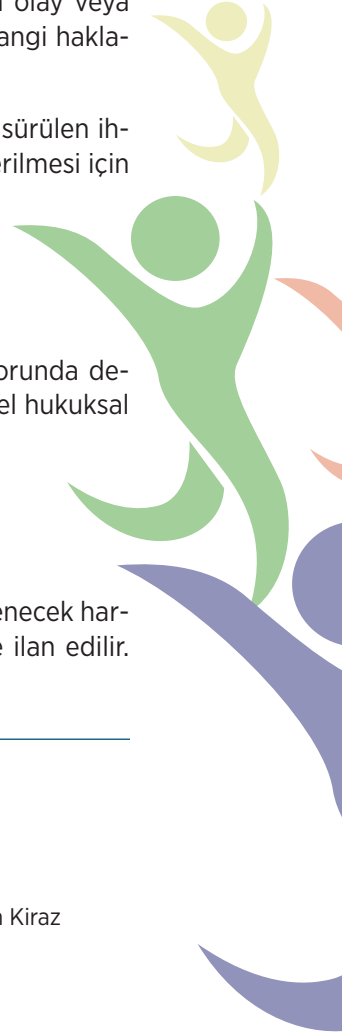 olay veya
angi hakla-
sürülen ih-
erilmesi için
orunda de-
el hukuksal
enecek har-
e ilan edilir.
Kiraz